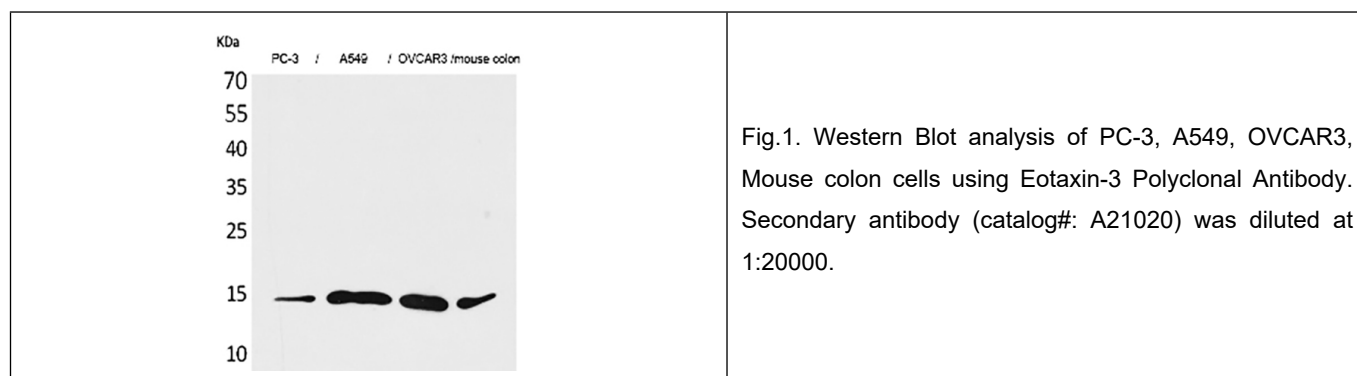 KDa
PC-3 / A549 / OVCAR3 /mouse colon
70
55
40
35
25
15
10
Fig.1. Western Blot analysis of PC-3, A549, OVCAR3,
Mouse colon cells using Eotaxin-3 Polyclonal Antibody.
Secondary antibody (catalog#: A21020) was diluted at
1:20000.